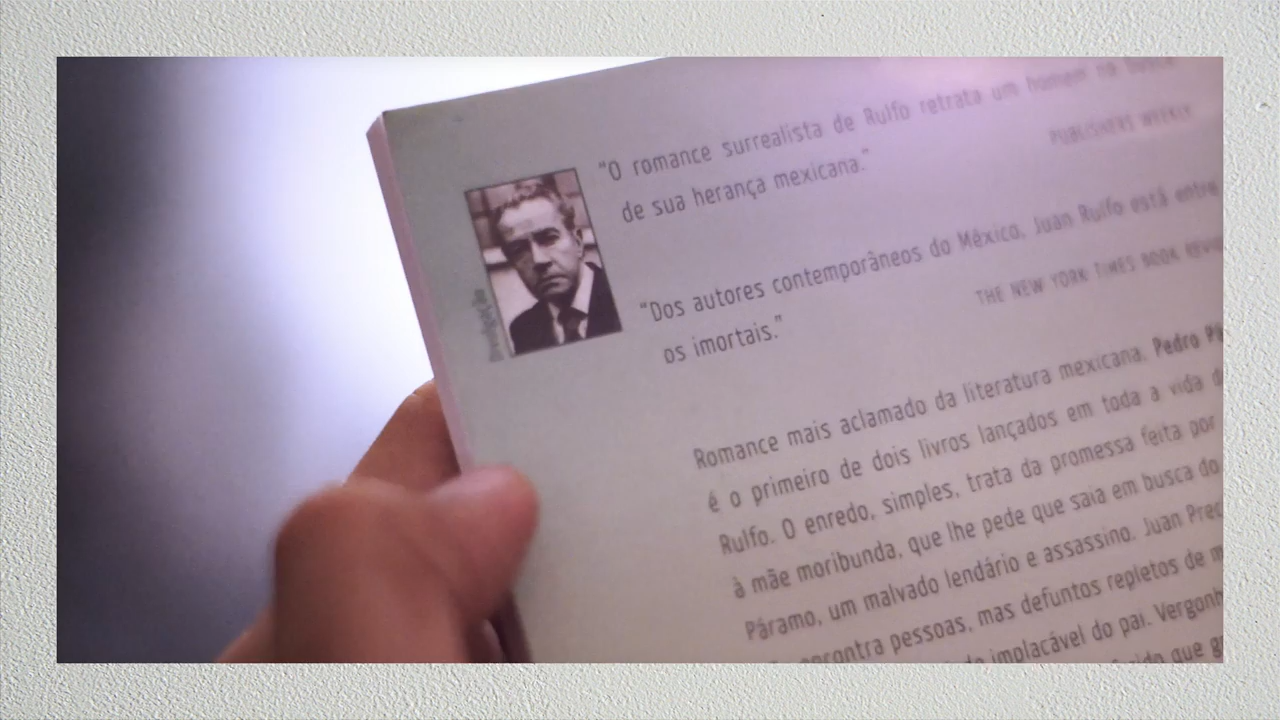 “O romance surrealista de Rulfo retrata um homem na busca
de sua herança mexicana.”
PUBLISHERS WEEKLY
“Dos autores contemporâneos do México, Juan Rulfo está entre
os imortais.”
THE NEW YORK TIMES BOOK
Romance mais aclamado da literatura mexicana, Pedro
é o primeiro de dois livros lançados em toda a vida
Rulfo. O enredo, simples, trata da promessa feita por
à mãe moribunda, que lhe pede que saia em busca do
Páramo, um malvado lendário e assassino. Juan
encontra pessoas, mas defuntos repletos de
implacável do pai.
que